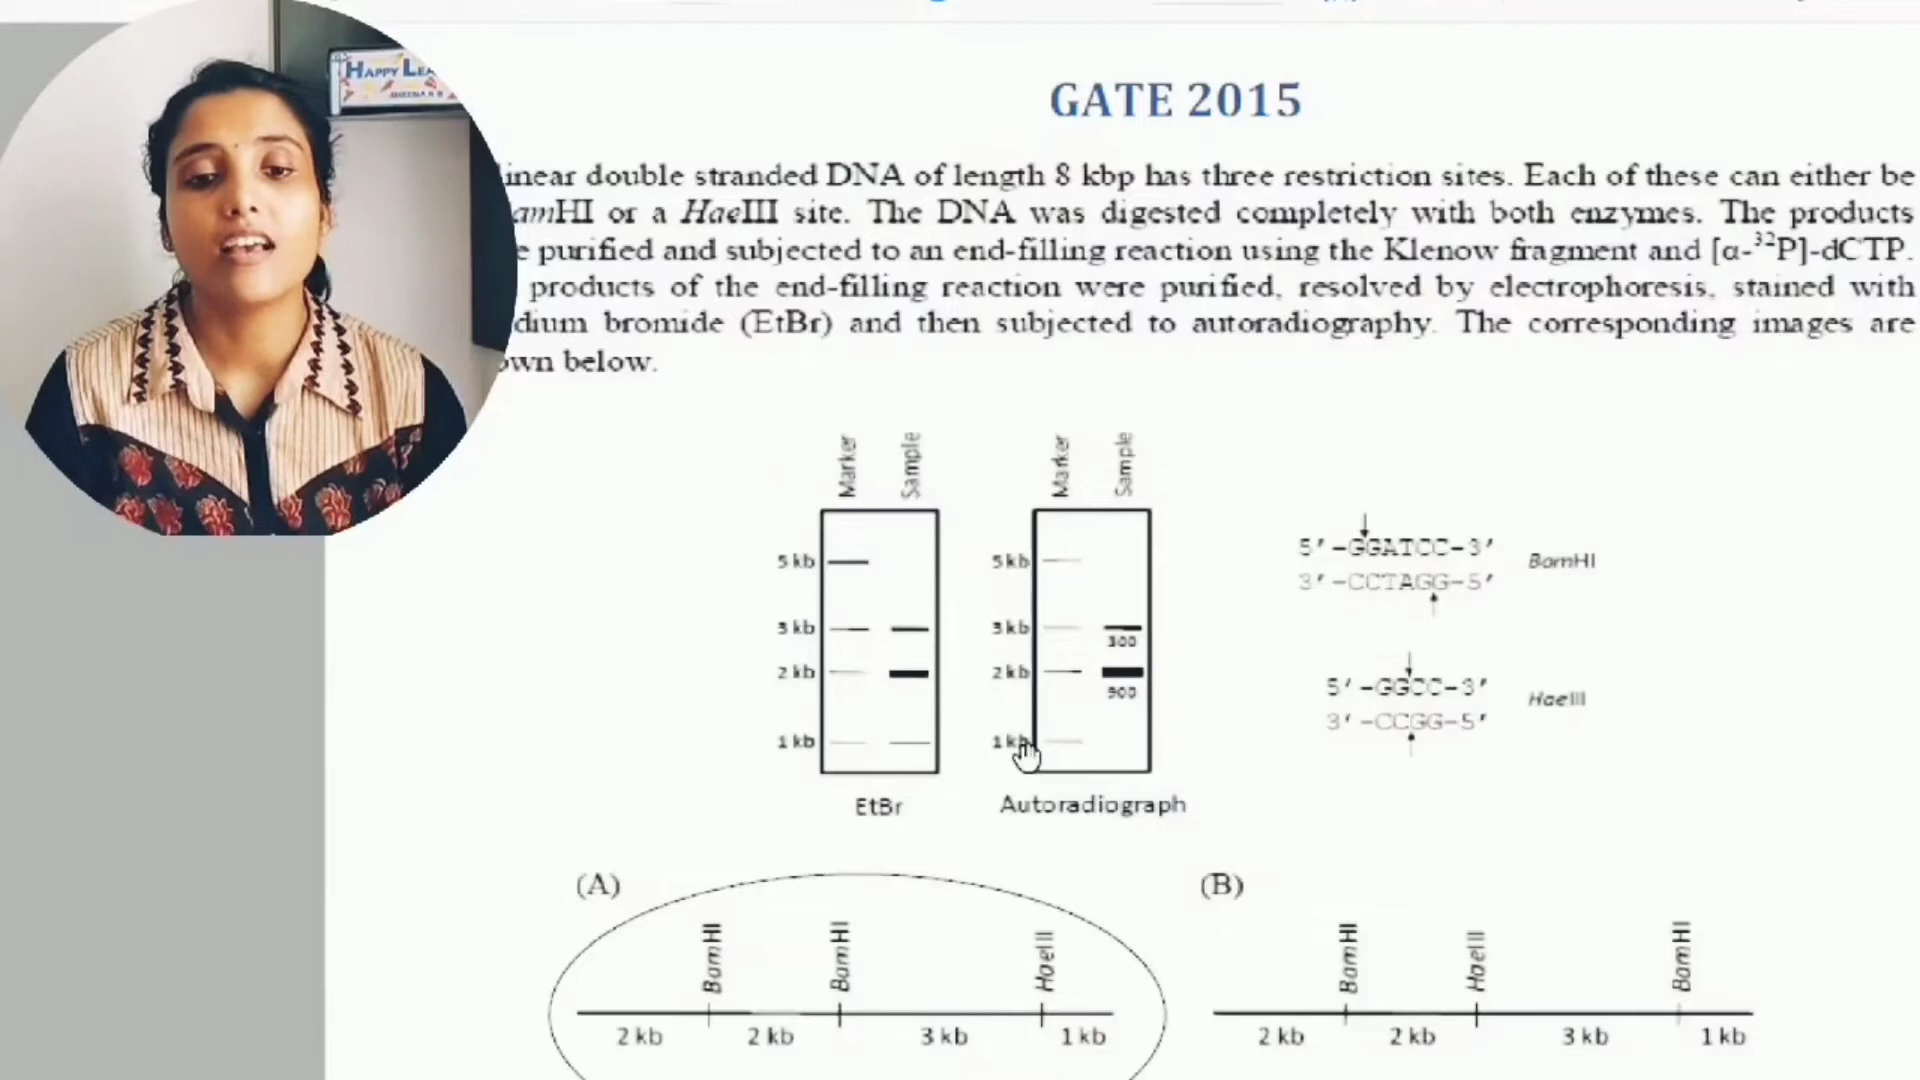 HAPPY LEA
GATE 2015
linear double stranded DNA of length 8 kbp has three restriction sites. Each of these can either be
amHI or a HaeIII site. The DNA was digested completely with both enzymes. The products
e purified and subjected to an end-filling reaction using the Klenow fragment and [α-³²P]-dCTP.
products of the end-filling reaction were purified, resolved by electrophoresis, stained with
dium bromide (EtBr) and then subjected to autoradiography. The corresponding images are
own below.
Marker Sample Marker Sample
5 kb 5 kb
3 kb 3 kb 300
2 kb 2 kb 900
1 kb 1 kb
EtBr Autoradiograph
5′ -GGATCC-3′ BamHI
3′ -CCTAGG-5′
5′ -GGCC-3′ HaeIII
3′ -CCGG-5′
(A) (B)
BamHI BamHI HaeIII BamHI HaeIII BamHI
2 kb 2 kb 3 kb 1 kb 2 kb 2 kb 3 kb 1 kb